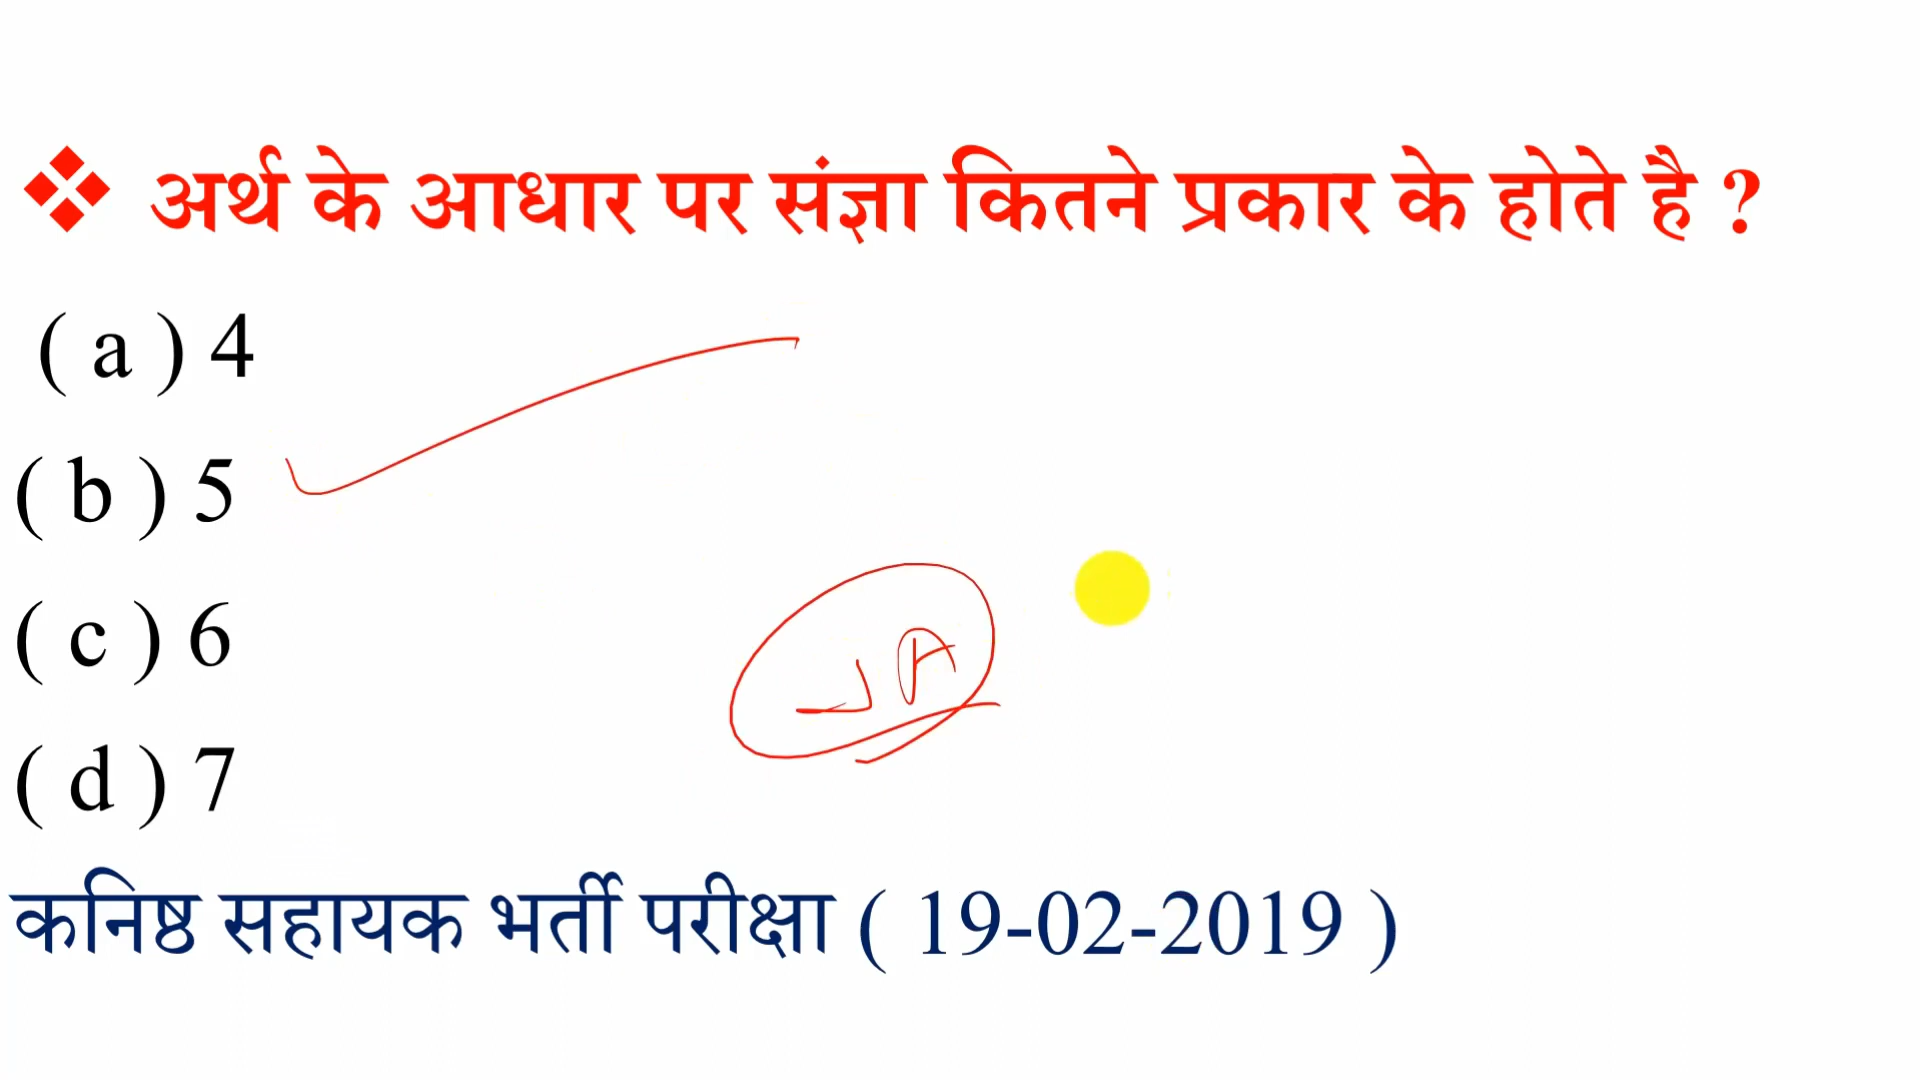 ❖ अर्थ के आधार पर संज्ञा कितने प्रकार के होते है ?
( a ) 4
( b ) 5
( c ) 6
( d ) 7
कनिष्ठ सहायक भर्ती परीक्षा ( 19-02-2019 )